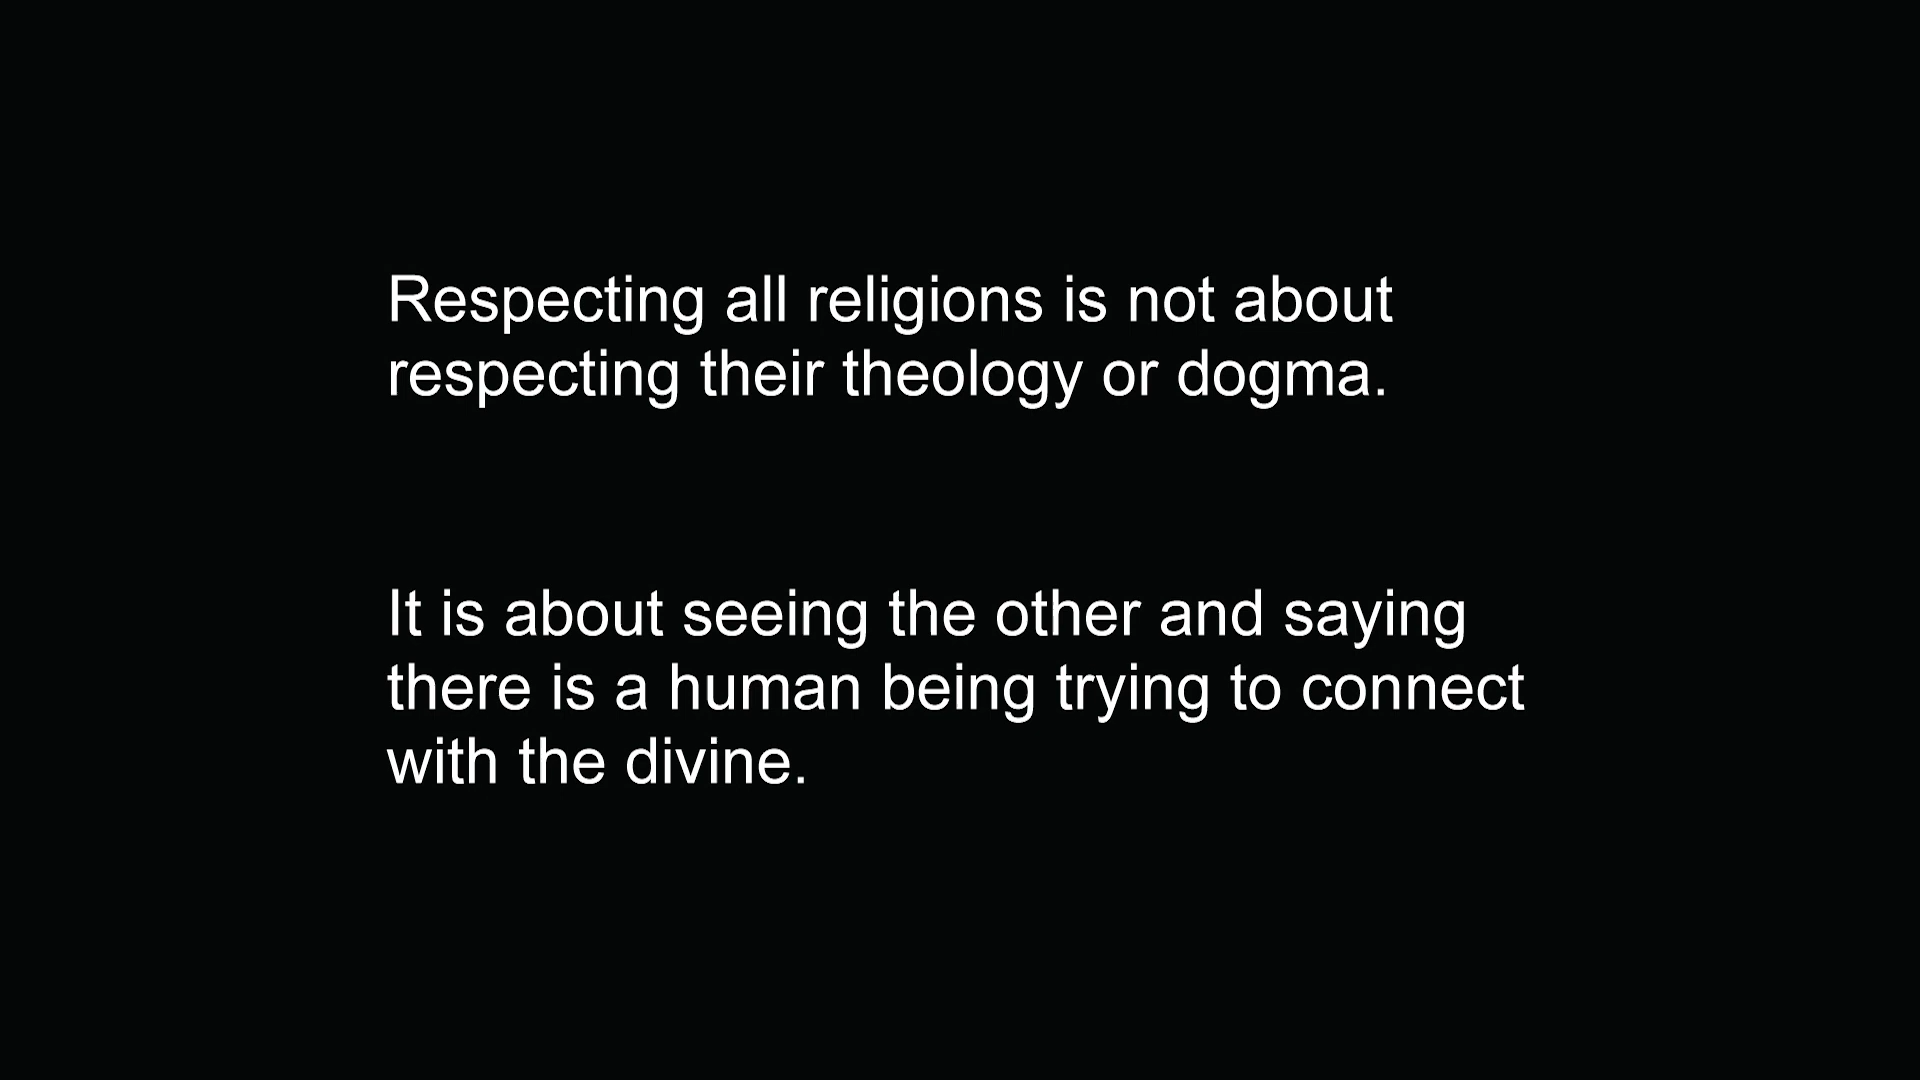 Respecting all religions is not about
respecting their theology or dogma.
It is about seeing the other and saying
there is a human being trying to connect
with the divine.